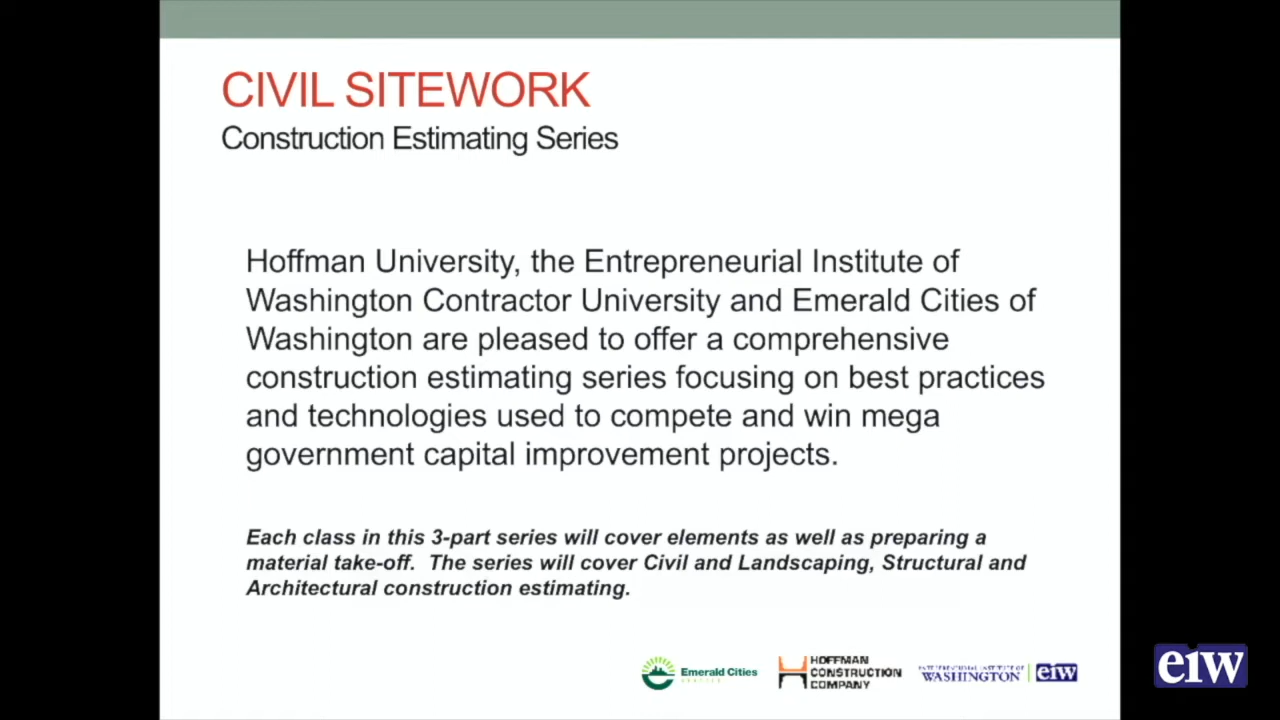 CIVIL SITEWORK
Construction Estimating Series
Hoffman University, the Entrepreneurial Institute of
Washington Contractor University and Emerald Cities of
Washington are pleased to offer a comprehensive
construction estimating series focusing on best practices
and technologies used to compete and win mega
government capital improvement projects.
Each class in this 3-part series will cover elements as well as preparing a
material take-off. The series will cover Civil and Landscaping, Structural and
Architectural construction estimating.
Emerald Cities
HOFFMAN
CONSTRUCTION
COMPANY
WASHINGTON
e1w
e1w